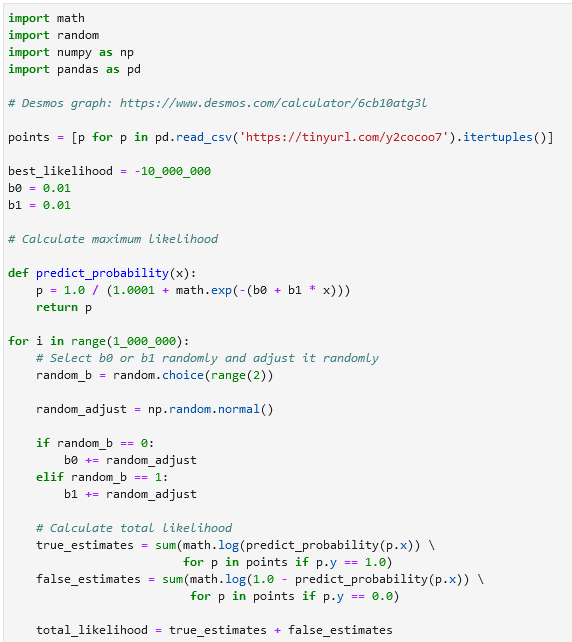 import math
import random
import numpy as np
import pandas as pd
# Desmos graph: https://www.desmos.com/calculator/6cb10atg3l
points = [p for p in pd.read_csv('https://tinyurl.com/y2cocoo7').itertuples()]
best_likelihood = -10_000_000
b0 = 0.01
b1 = 0.01
# Calculate maximum likelihood
def predict_probability(x):
    p = 1.0 / (1.0001 + math.exp(-(b0 + b1 * x)))
    return p
for i in range(1_000_000):
    # Select b0 or b1 randomly and adjust it randomly
    random_b = random.choice(range(2))
    random_adjust = np.random.normal()
    if random_b == 0:
        b0 += random_adjust
    elif random_b == 1:
        b1 += random_adjust
    # Calculate total likelihood
    true_estimates = sum(math.log(predict_probability(p.x)) \
                        for p in points if p.y == 1.0)
    false_estimates = sum(math.log(1.0 - predict_probability(p.x)) \
                         for p in points if p.y == 0.0)
    total_likelihood = true_estimates + false_estimates